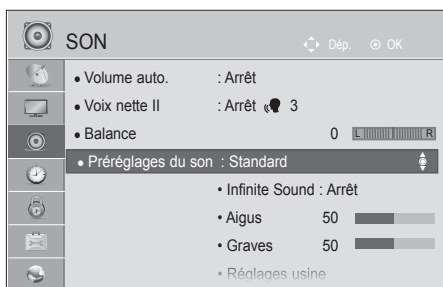 SON
Dép. OK
• Volume auto. : Arrêt
• Voix nette II : Arrêt 3
• Balance 0 L R
• Préréglages du son : Standard
• Infinite Sound : Arrêt
• Aigus 50
• Graves 50
• Réglages usine